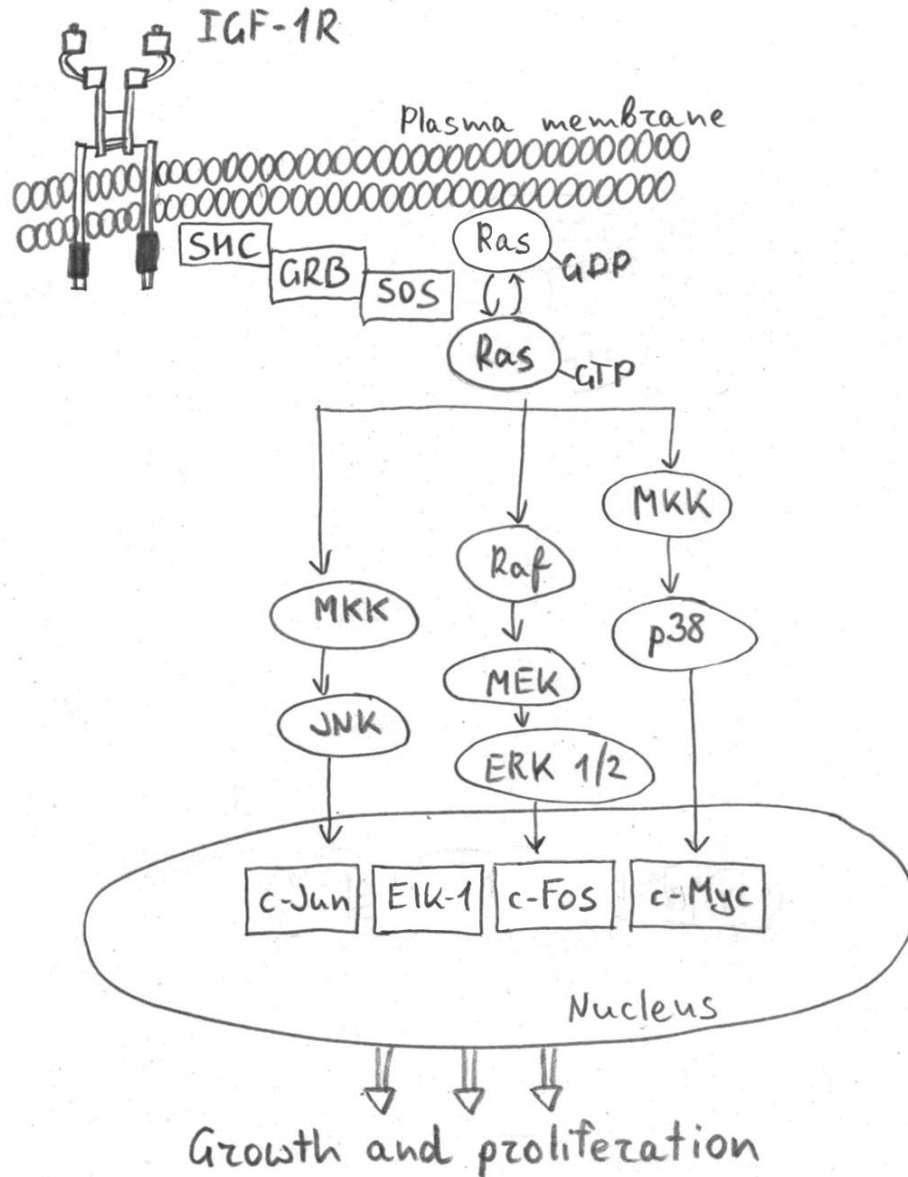 IGF-1R
Plasma membrane
SHC
GRB
SOS
Ras
GDP
Ras
GTP
MKK
Raf
MKK
p38
MEK
JNK
ERK 1/2
c-Jun
Elk-1
c-Fos
c-Myc
Nucleus
Growth and proliferation